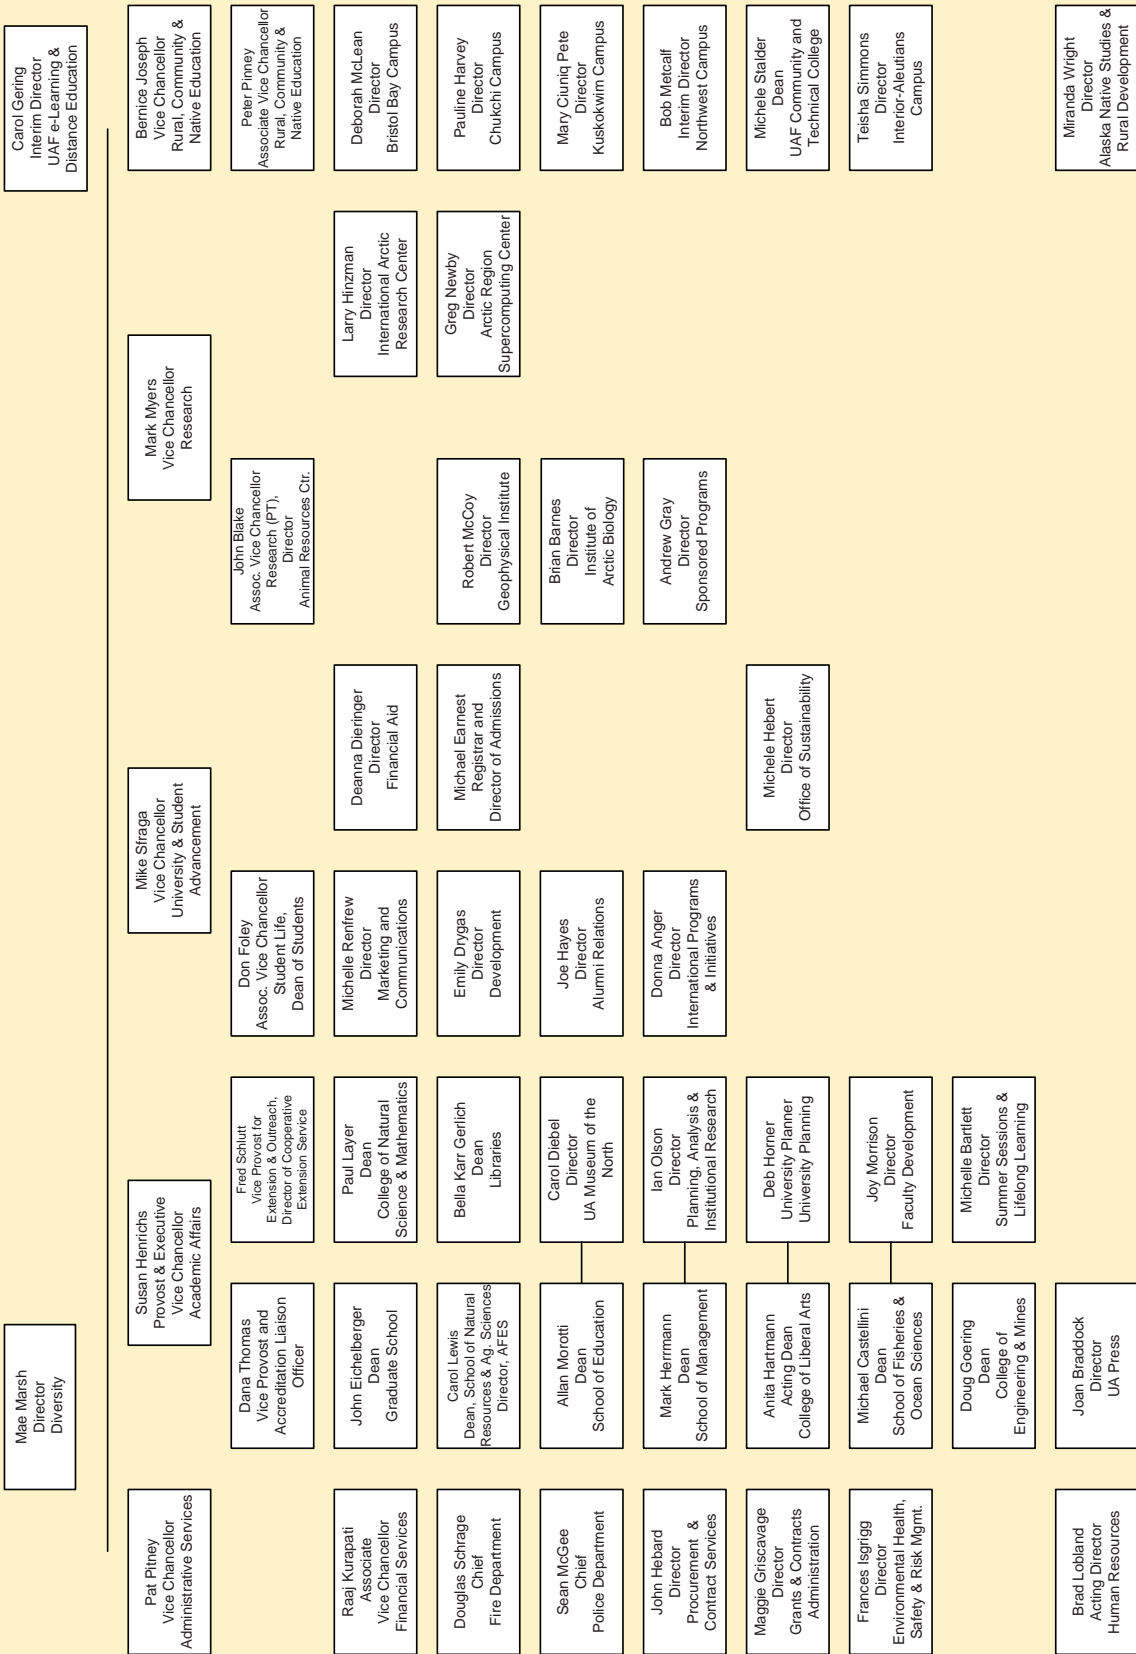 Mae Marsh
Director
Diversity
Carol Gering
Interim Director
UAF e-Learning &
Distance Education
Pat Pitney
Vice Chancellor
Administrative Services
Susan Henrichs
Provost & Executive
Vice Chancellor
Academic Affairs
Mike Sfraga
Vice Chancellor
University & Student
Advancement
Mark Myers
Vice Chancellor
Research
Bernice Joseph
Vice Chancellor
Rural, Community &
Native Education
Dana Thomas
Vice Provost and
Accreditation Liaison
Officer
Fred Schlutt
Vice Provost for
Extension & Outreach,
Director of Cooperative
Extension Service
Don Foley
Assoc. Vice Chancellor
Student Life,
Dean of Students
John Blake
Assoc. Vice Chancellor
Research (PT),
Director
Animal Resources Ctr.
Peter Pinney
Associate Vice Chancellor
Rural, Community &
Native Education
Raaj Kurapati
Associate
Vice Chancellor
Financial Services
John Eichelberger
Dean
Graduate School
Paul Layer
Dean
College of Natural
Science & Mathematics
Michelle Renfrew
Director
Marketing and
Communications
Deanna Dieringer
Director
Financial Aid
Larry Hinzman
Director
International Arctic
Research Center
Deborah McLean
Director
Bristol Bay Campus
Douglas Schrage
Chief
Fire Department
Carol Lewis
Dean, School of Natural
Resources & Ag. Sciences
Director, AFES
Bella Karr Gerlich
Dean
Libraries
Emily Drygas
Director
Development
Michael Earnest
Registrar and
Director of Admissions
Robert McCoy
Director
Geophysical Institute
Greg Newby
Director
Arctic Region
Supercomputing Center
Pauline Harvey
Director
Chukchi Campus
Sean McGee
Chief
Police Department
Allan Morotti
Dean
School of Education
Carol Diebel
Director
UA Museum of the
North
Joe Hayes
Director
Alumni Relations
Brian Barnes
Director
Institute of
Arctic Biology
Mary Ciuniq Pete
Director
Kuskokwim Campus
John Hebard
Director
Procurement &
Contract Services
Mark Herrmann
Dean
School of Management
Ian Olson
Director
Planning, Analysis &
Institutional Research
Donna Anger
Director
International Programs
& Initiatives
Andrew Gray
Director
Sponsored Programs
Bob Metcalf
Interim Director
Northwest Campus
Maggie Griscavage
Director
Grants & Contracts
Administration
Anita Hartmann
Acting Dean
College of Liberal Arts
Deb Horner
University Planner
University Planning
Michele Hebert
Director
Office of Sustainability
Michele Stalder
Dean
UAF Community and
Technical College
Frances Isgrigg
Director
Environmental Health,
Safety & Risk Mgmt.
Michael Castellini
Dean
School of Fisheries &
Ocean Sciences
Joy Morrison
Director
Faculty Development
Teisha Simmons
Director
Interior-Aleutians
Campus
Doug Goering
Dean
College of
Engineering & Mines
Michelle Bartlett
Director
Summer Sessions &
Lifelong Learning
Brad Lobland
Acting Director
Human Resources
Joan Braddock
Director
UA Press
Miranda Wright
Director
Alaska Native Studies &
Rural Development